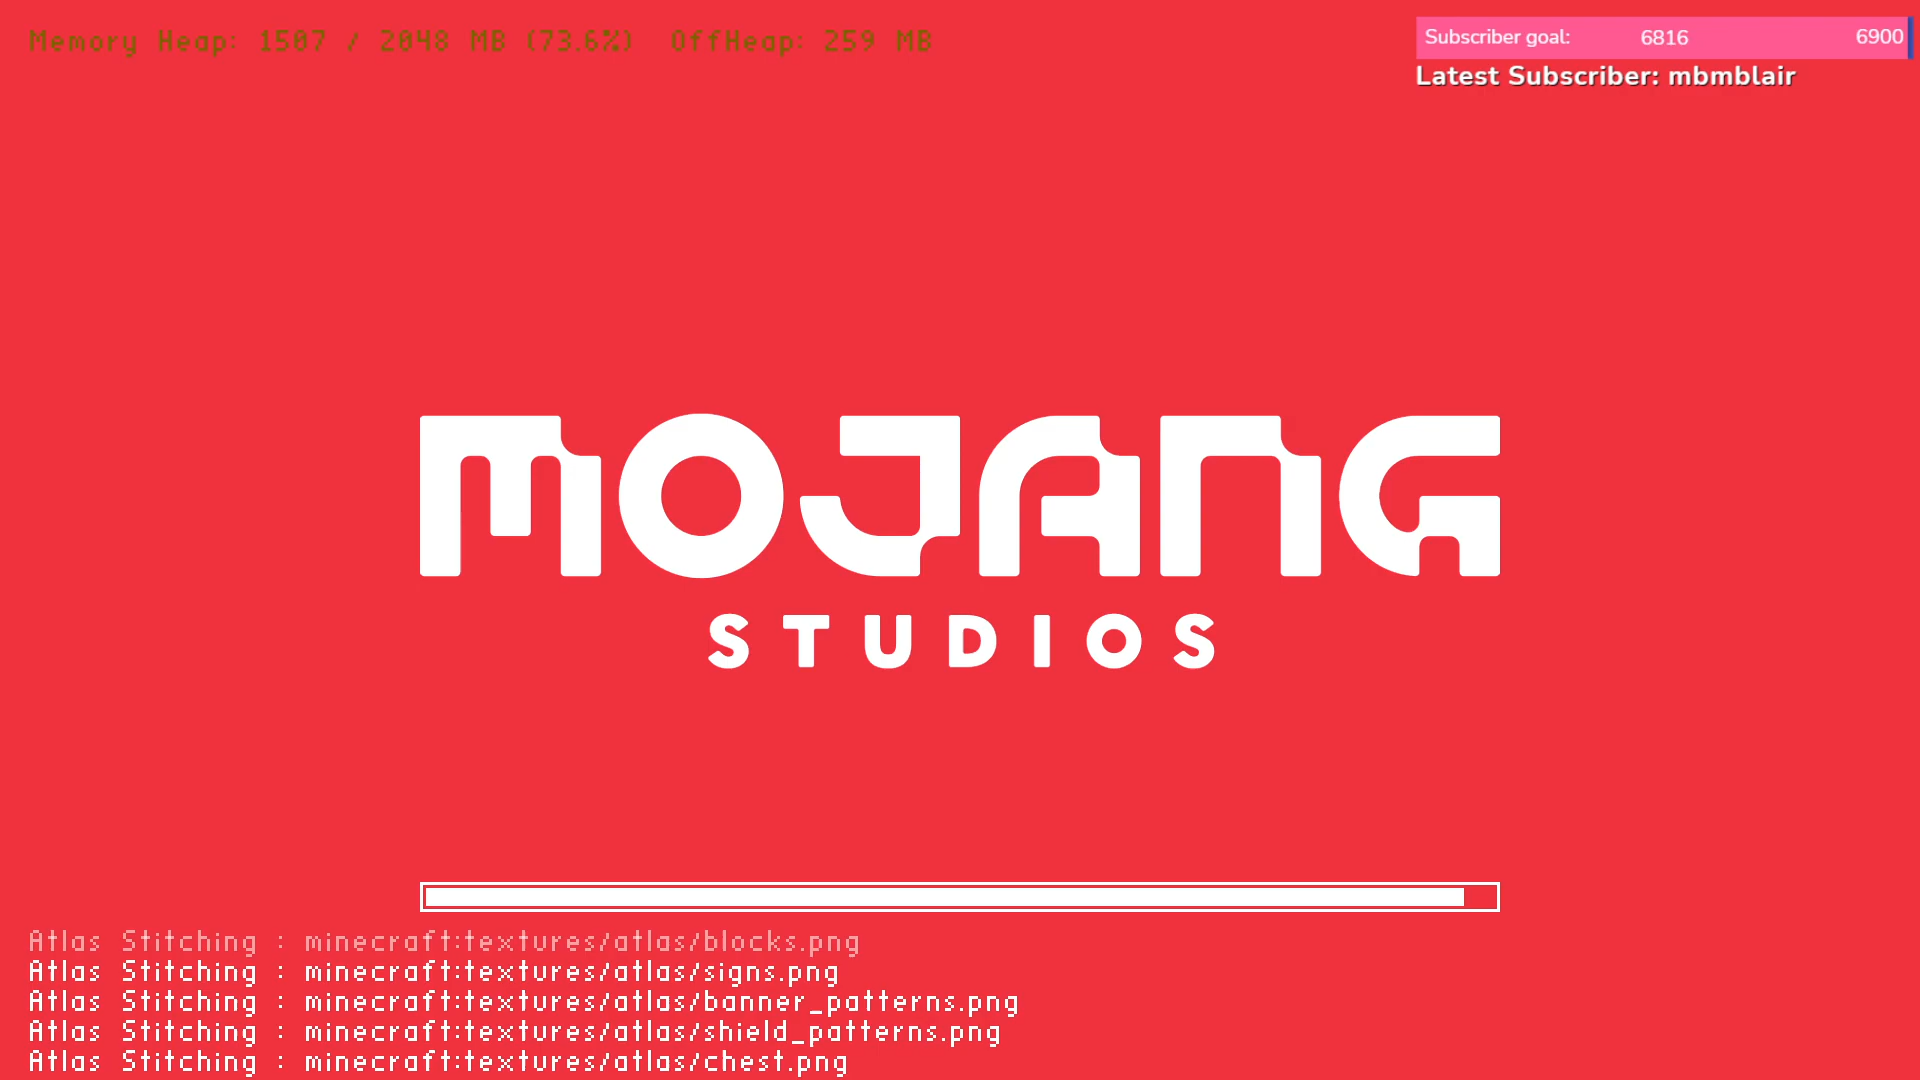 Memory Heap: 1507 / 2048 MB (73.6%)  OffHeap: 259 MB
Subscriber goal: 6816 6900
Latest Subscriber: mbmblair
MOJANG
STUDIOS
Atlas Stitching : minecraft:textures/atlas/blocks.png
Atlas Stitching : minecraft:textures/atlas/signs.png
Atlas Stitching : minecraft:textures/atlas/banner_patterns.png
Atlas Stitching : minecraft:textures/atlas/shield_patterns.png
Atlas Stitching : minecraft:textures/atlas/chest.png